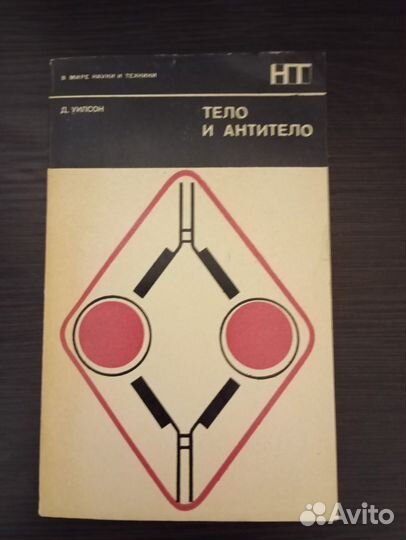 В МИРЕ НАУКИ И ТЕХНИКИ
НТ
Д. УИЛСОН
ТЕЛО
И АНТИТЕЛО
Avito